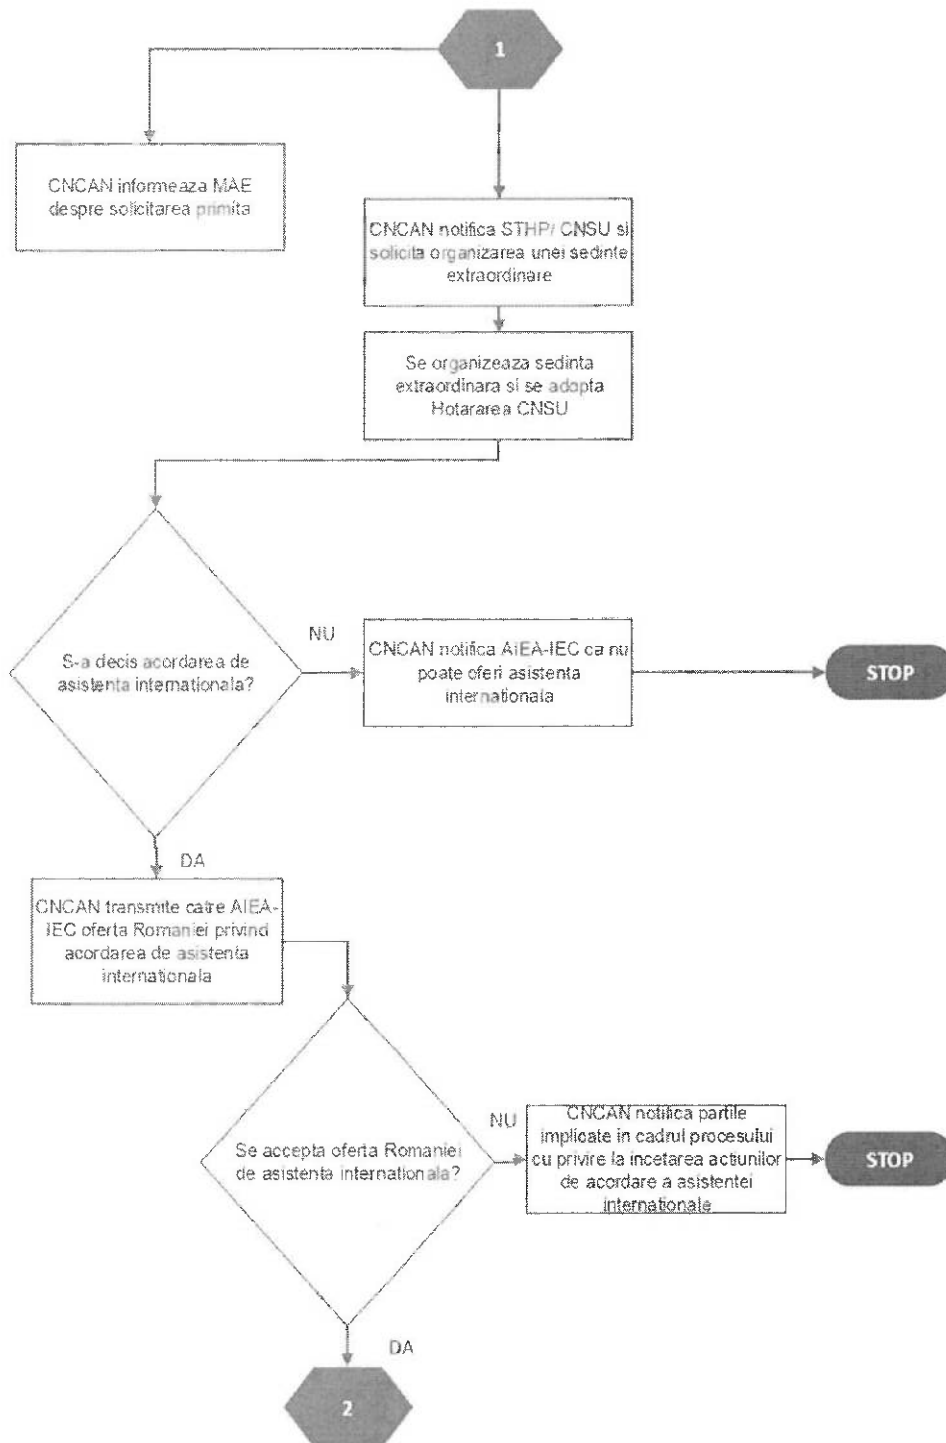 1
CNCAN informeaza MAE
despre solicitarea primita
CNCAN notifica STHP/ CNSU si
solicita organizarea unei sedinte
extraordinare
Se organizeaza sedinta
extraordinara si se adopta
Hotararea CNSU
S-a decis acordarea de
asistenta internationala?
NU
CNCAN notifica AIEA-IEC ca nu
poate oferi asistenta
internationala
STOP
DA
CNCAN transmite catre AIEA-
IEC oferta Romaniei privind
acordarea de asistenta
internationala
Se accepta oferta Romaniei
de asistenta internationala?
NU
CNCAN notifica partile
implicate in cadrul procesului
cu privire la incetarea actiunilor
de acordare a asistentei
internationale
STOP
DA
2